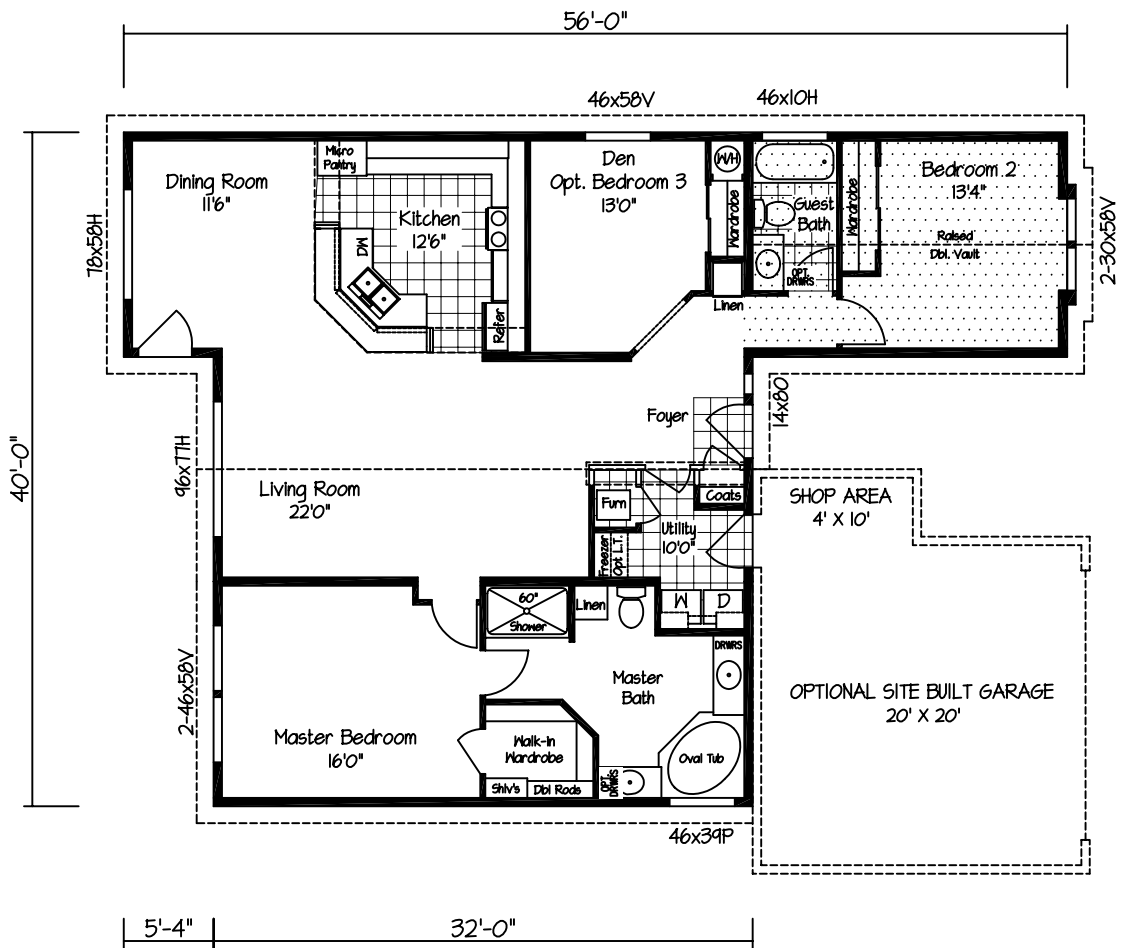 56'-0"
46x58V
46x10H
Micro
Pantry
Dining Room
11'6"
Kitchen
12'6"
DW
Refer
Den
Opt. Bedroom 3
13'0"
W/H
Wardrobe
Linen
Guest
Bath
OPT.
DRWRS
Wardrobe
Bedroom 2
13'4"
Raised
Dbl. Vault
78x58H
2-30x58V
40'-0"
96x77H
Foyer
14x80
Living Room
22'0"
Furn
Coats
Utility
10'0"
Freezer
Opt L.T.
SHOP AREA
4' X 10'
60"
Shower
Linen
W
D
DRWRS
Master
Bath
2-46x58V
Master Bedroom
16'0"
Walk-In
Wardrobe
Shlv's
Dbl Rods
OPT.
DRWRS
Oval Tub
OPTIONAL SITE BUILT GARAGE
20' X 20'
46x39P
5'-4"
32'-0"